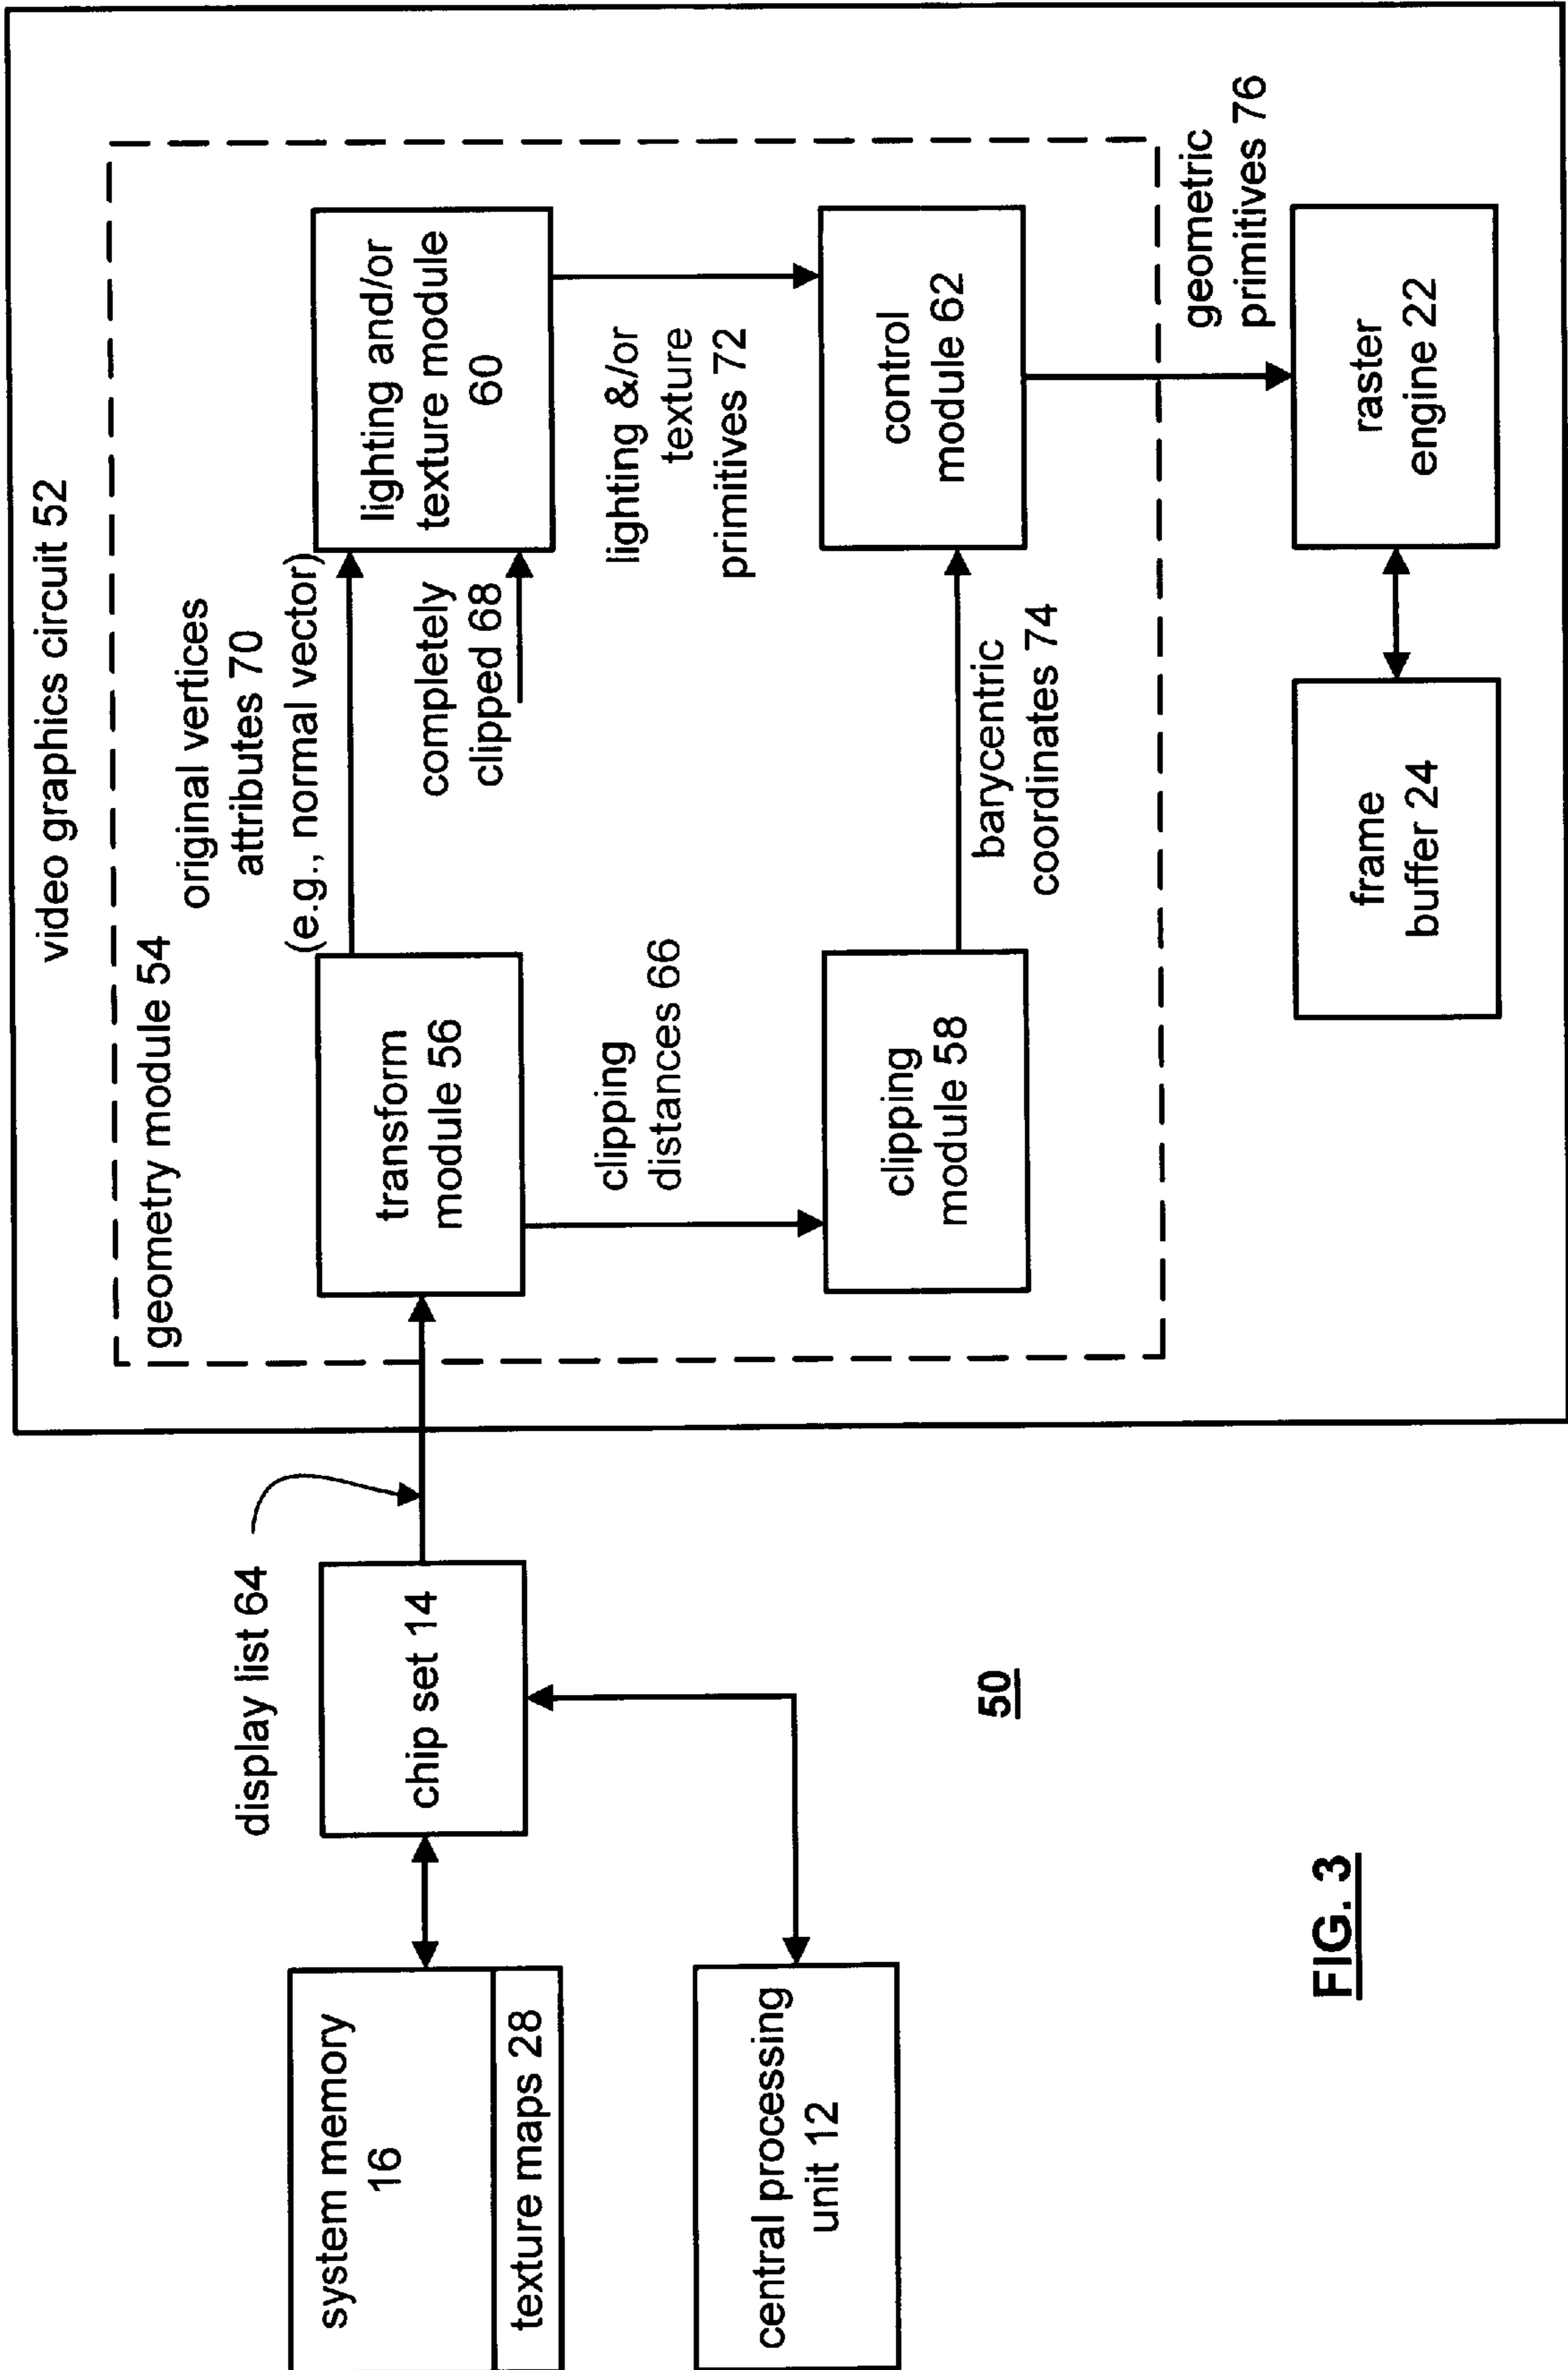 video graphics circuit 52
geometry module 54
original vertices
attributes 70
(e.g., normal vector)
lighting and/or
texture module
60
completely
clipped 68
transform
module 56
display list 64
chip set 14
system memory
16
texture maps 28
clipping
distances 66
lighting &/or
texture
primitives 72
central processing
unit 12
clipping
module 58
barycentric
coordinates 74
control
module 62
geometric
primitives 76
50
frame
buffer 24
raster
engine 22
FIG. 3